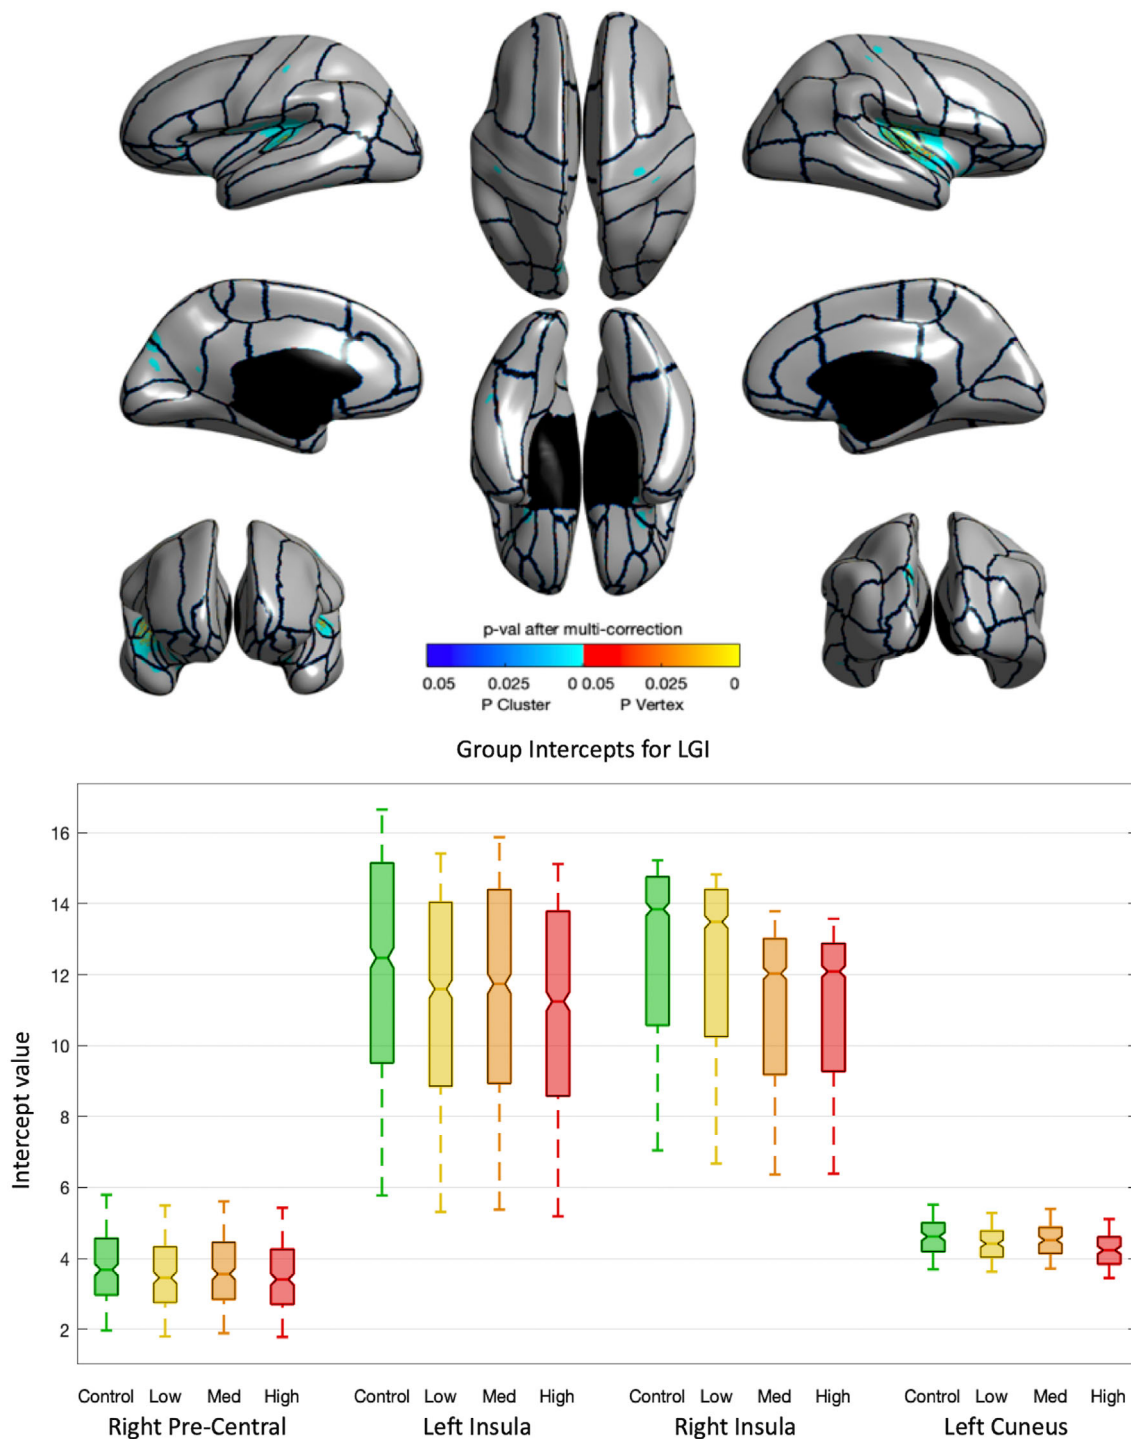 p-val after multi-correction
0.05 0.025 0 0.05 0.025 0
P Cluster P Vertex
Group Intercepts for LGI
Intercept value
16
14
12
10
8
6
4
2
Control Low Med High Control Low Med High Control Low Med High Control Low Med High
Right Pre-Central Left Insula Right Insula Left Cuneus